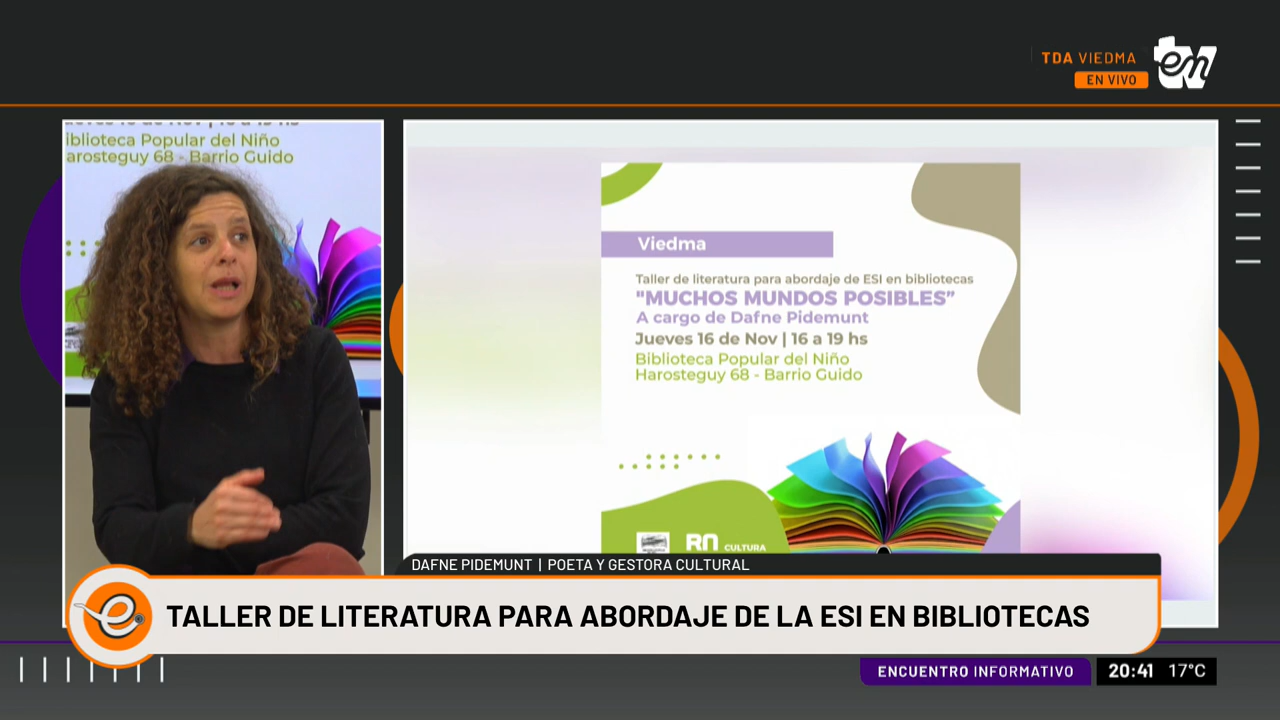 TDA VIEDMA
EN VIVO
em
iblioteca Popular del Niño
arosteguy 68 - Barrio Guido
Viedma
Taller de literatura para abordaje de ESI en bibliotecas
"MUCHOS MUNDOS POSIBLES"
A cargo de Dafne Pidemunt
Jueves 16 de Nov | 16 a 19 hs
Biblioteca Popular del Niño
Harosteguy 68 - Barrio Guido
RN CULTURA
DAFNE PIDEMUNT | POETA Y GESTORA CULTURAL
e
TALLER DE LITERATURA PARA ABORDAJE DE LA ESI EN BIBLIOTECAS
ENCUENTRO INFORMATIVO
20:41 17°C